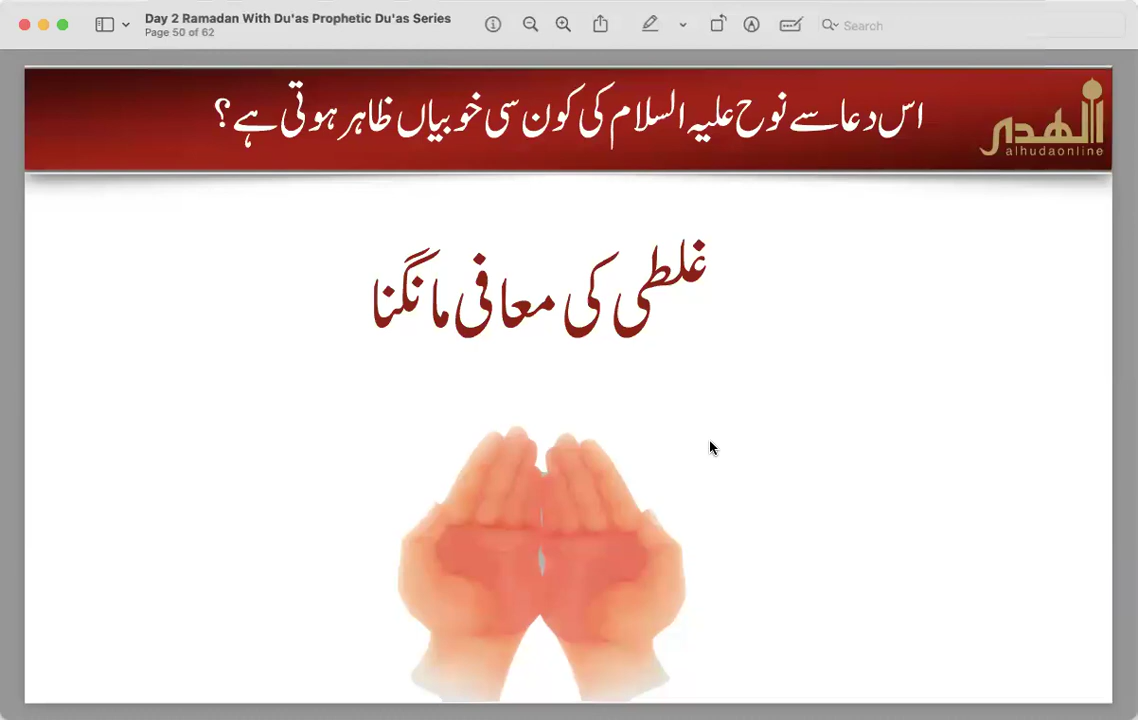 Day 2 Ramadan With Du'as Prophetic Du'as Series
Page 50 of 62
Search
اس دعا سے نوح علیہ السلام کی کون سی خوبیاں ظاہر ہوتی ہے؟
الهدى
alhudaonline
غلطی کی معافی مانگنا